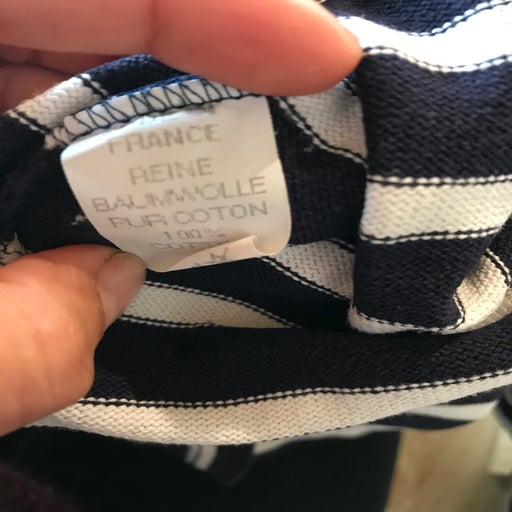 FRANCE
REINE
BAUMWOLLE
PUR COTON
100%